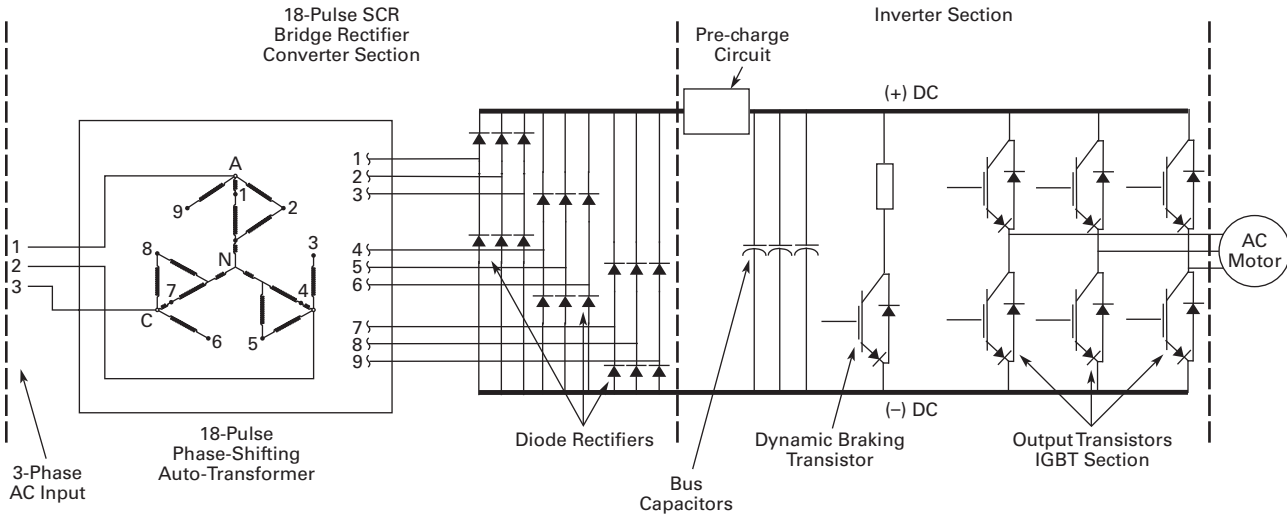 18-Pulse SCR
Bridge Rectifier
Converter Section
Inverter Section
Pre-charge
Circuit
(+) DC
A
1
9
2
8
N
3
7
4
C
6
5
1
2
3
1
2
3
4
5
6
7
8
9
AC
Motor
(–) DC
3-Phase
AC Input
18-Pulse
Phase-Shifting
Auto-Transformer
Diode Rectifiers
Bus
Capacitors
Dynamic Braking
Transistor
Output Transistors
IGBT Section